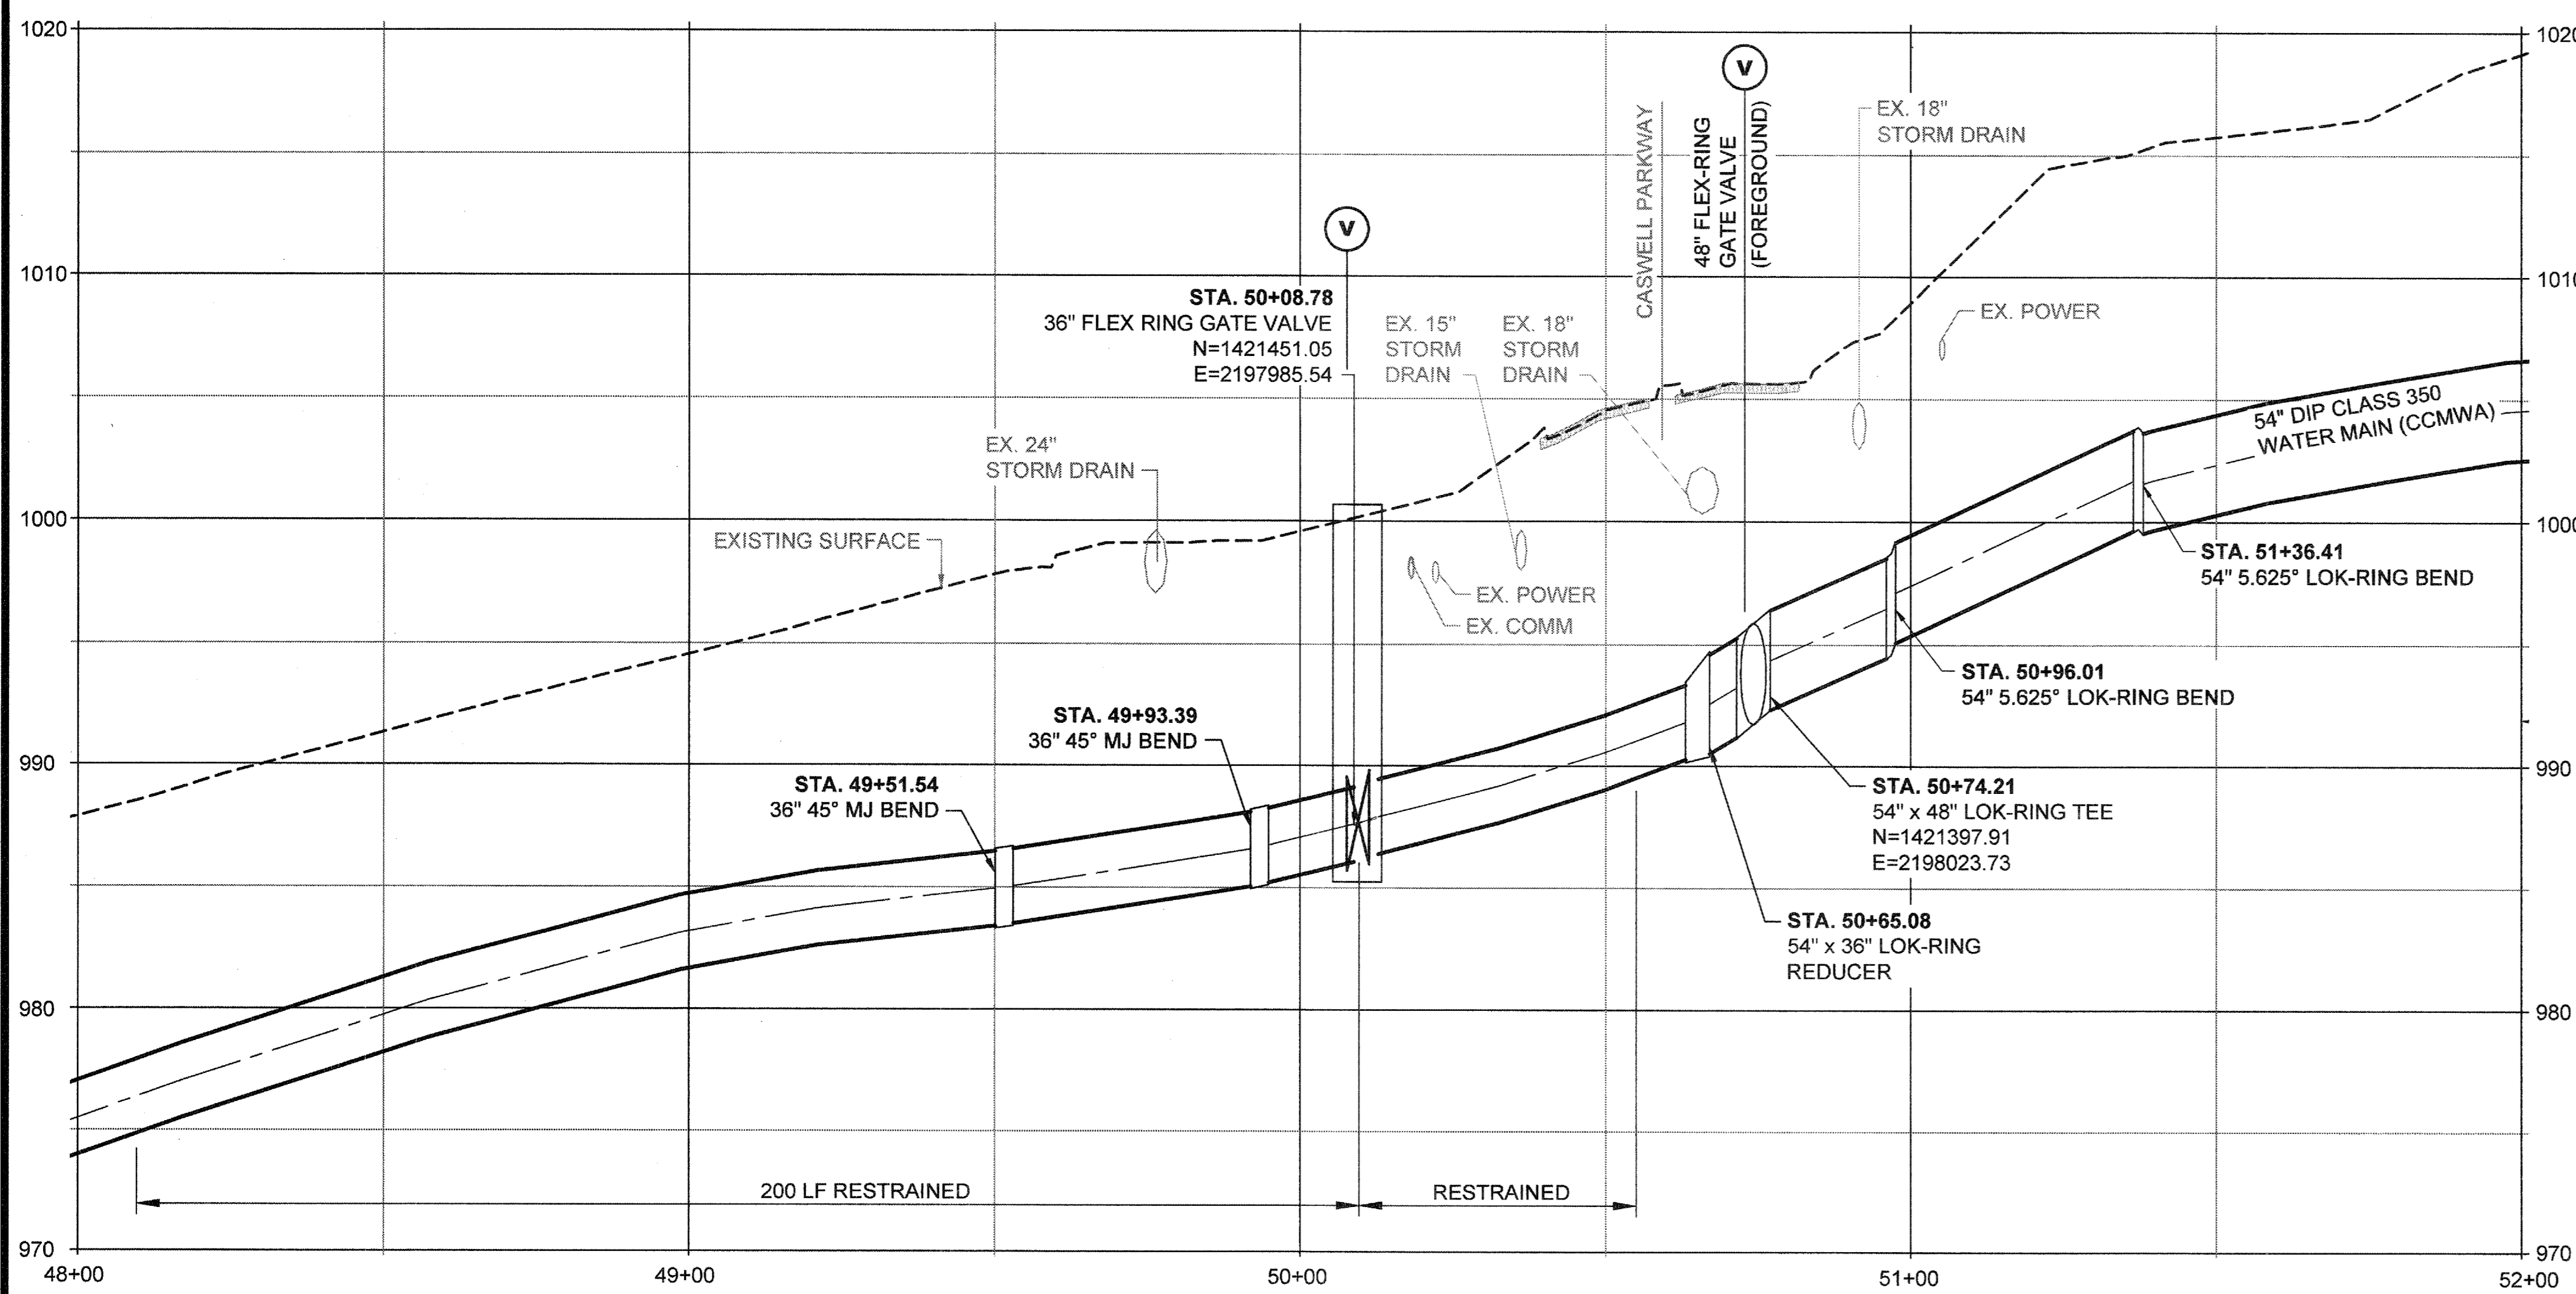 1020
1020
V
EX. 18"
STORM DRAIN
CASWELL PARKWAY
48" FLEX-RING
GATE VALVE
(FOREGROUND)
V
1010
1010
STA. 50+08.78
36" FLEX RING GATE VALVE
N=1421451.05
E=2197985.54
EX. 15"
STORM
DRAIN
EX. 18"
STORM
DRAIN
EX. POWER
54" DIP CLASS 350
WATER MAIN (CCMWA)
EX. 24"
STORM DRAIN
1000
1000
EXISTING SURFACE
EX. POWER
EX. COMM
STA. 51+36.41
54" 5.625° LOK-RING BEND
STA. 50+96.01
54" 5.625° LOK-RING BEND
STA. 49+93.39
36" 45° MJ BEND
990
990
STA. 49+51.54
36" 45° MJ BEND
STA. 50+74.21
54" x 48" LOK-RING TEE
N=1421397.91
E=2198023.73
STA. 50+65.08
54" x 36" LOK-RING
REDUCER
980
980
200 LF RESTRAINED
RESTRAINED
970
970
48+00
49+00
50+00
51+00
52+00